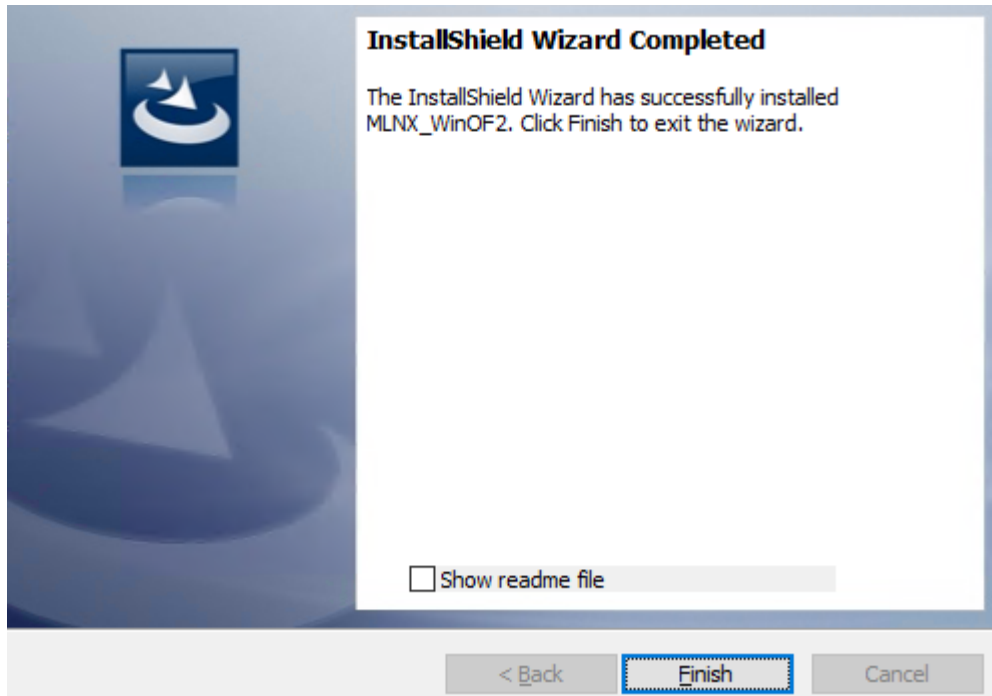 InstallShield Wizard Completed
The InstallShield Wizard has successfully installed
MLNX_WinOF2. Click Finish to exit the wizard.
Show readme file
< Back
Finish
Cancel